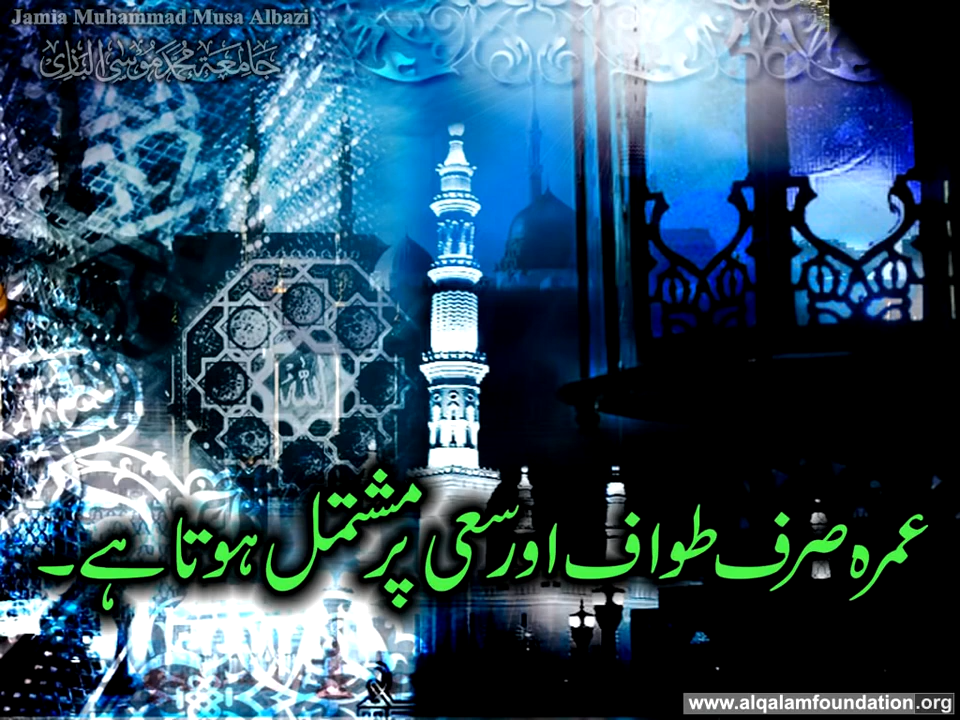 Jamia Muhammad Musa Albazi
جامعۃ محمد موسی البازی
اللہ
عمرہ صرف طواف اور سعی پر مشتمل ہوتا ہے۔
www.alqalamfoundation.org